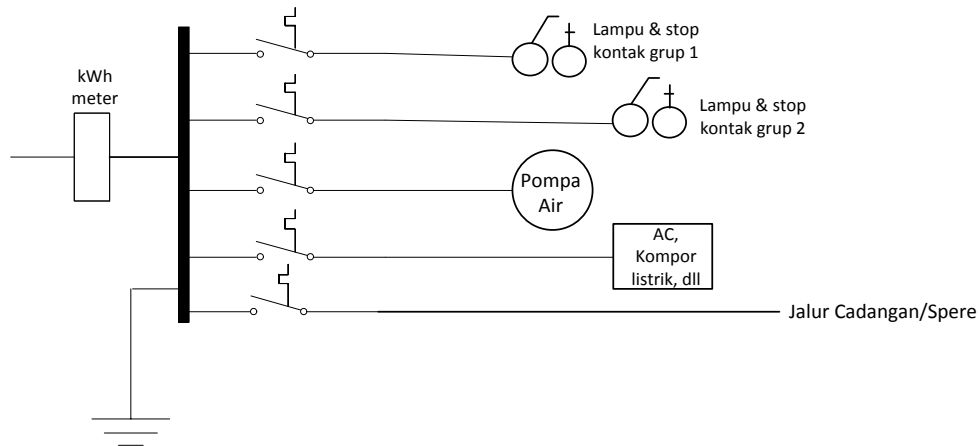 Lampu & stop
kontak grup 1
kWh
meter
Lampu & stop
kontak grup 2
Pompa
Air
AC,
Kompor
listrik, dll
Jalur Cadangan/Spere